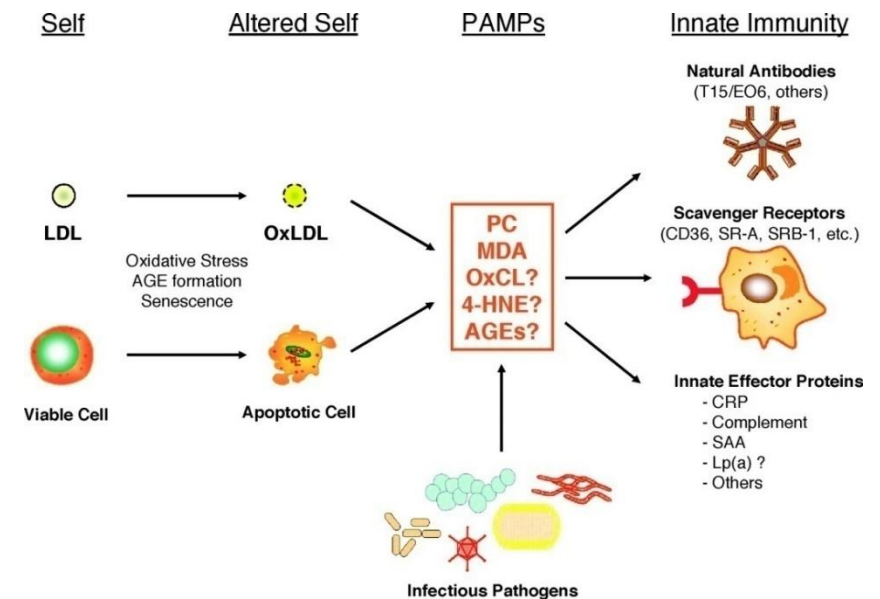 Self
Altered Self
PAMPs
Innate Immunity
Natural Antibodies
(T15/EO6, others)
LDL
OxLDL
Oxidative Stress
AGE formation
Senescence
Viable Cell
Apoptotic Cell
PC
MDA
OxCL?
4-HNE?
AGEs?
Scavenger Receptors
(CD36, SR-A, SRB-1, etc.)
Innate Effector Proteins
- CRP
- Complement
- SAA
- Lp(a) ?
- Others
Infectious Pathogens